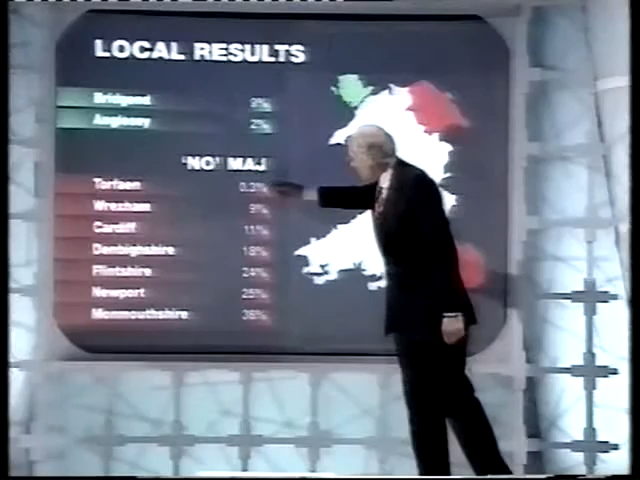 LOCAL RESULTS
Bridgend 9%
Anglesey 2%
'NO' MAJ
Torfaen 0.3%
Wrexham 9%
Cardiff 11%
Denbighshire 18%
Flintshire 24%
Newport 25%
Monmouthshire 36%